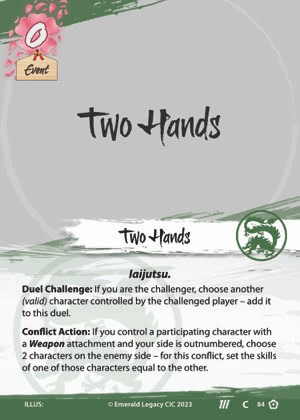 0
Event
Two Hands
Two Hands
Iaijutsu.
Duel Challenge: If you are the challenger, choose another
(valid) character controlled by the challenged player – add it
to this duel.
Conflict Action: If you control a participating character with
a Weapon attachment and your side is outnumbered, choose
2 characters on the enemy side – for this conflict, set the skills
of one of those characters equal to the other.
ILLUS: © Emerald Legacy CIC 2023 C 84